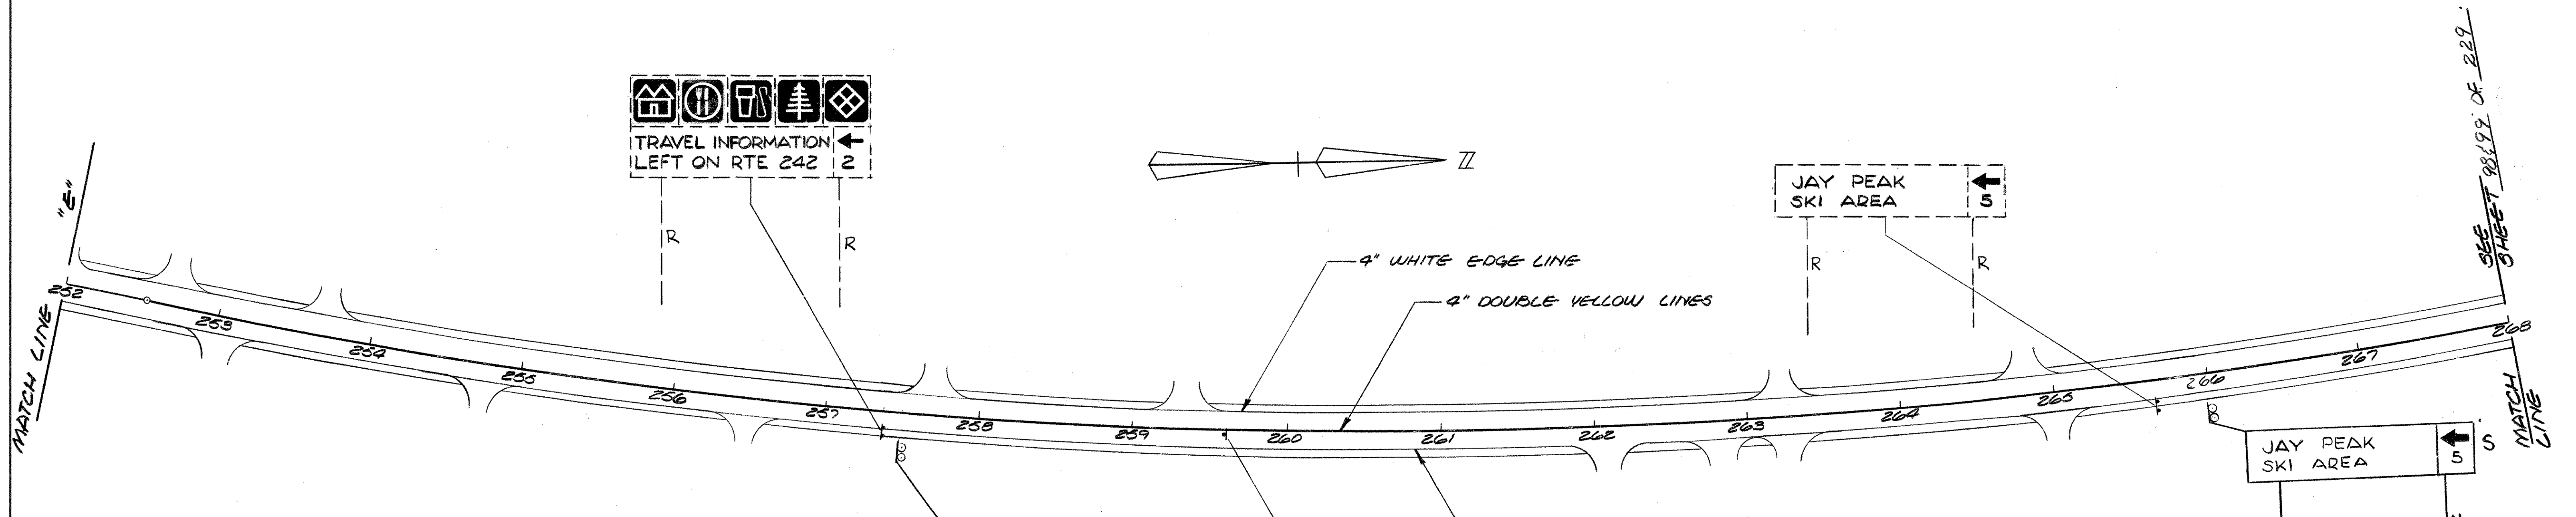 TRAVEL INFORMATION ←
LEFT ON RTE 242 2
R
R
N
JAY PEAK ←
SKI AREA 5
R
R
4" WHITE EDGE LINE
4" DOUBLE YELLOW LINES
"E"
MATCH LINE
252
253
254
255
256
257
258
259
260
261
262
263
264
265
266
267
268
SEE
SHEET 98&99 OF 229
MATCH
LINE
JAY PEAK ← S
SKI AREA 5